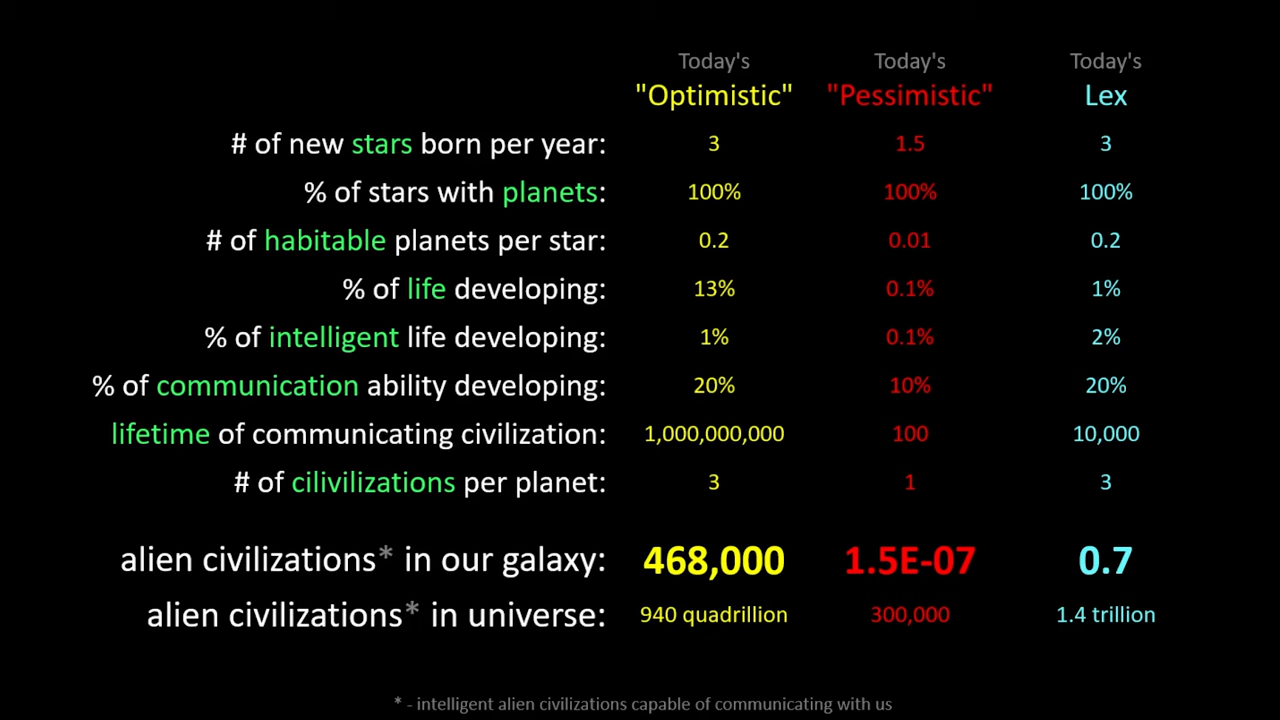 Today's Today's Today's
"Optimistic" "Pessimistic" Lex
# of new stars born per year: 3 1.5 3
% of stars with planets: 100% 100% 100%
# of habitable planets per star: 0.2 0.01 0.2
% of life developing: 13% 0.1% 1%
% of intelligent life developing: 1% 0.1% 2%
% of communication ability developing: 20% 10% 20%
lifetime of communicating civilization: 1,000,000,000 100 10,000
# of cilivilizations per planet: 3 1 3
alien civilizations* in our galaxy: 468,000 1.5E-07 0.7
alien civilizations* in universe: 940 quadrillion 300,000 1.4 trillion
* - intelligent alien civilizations capable of communicating with us